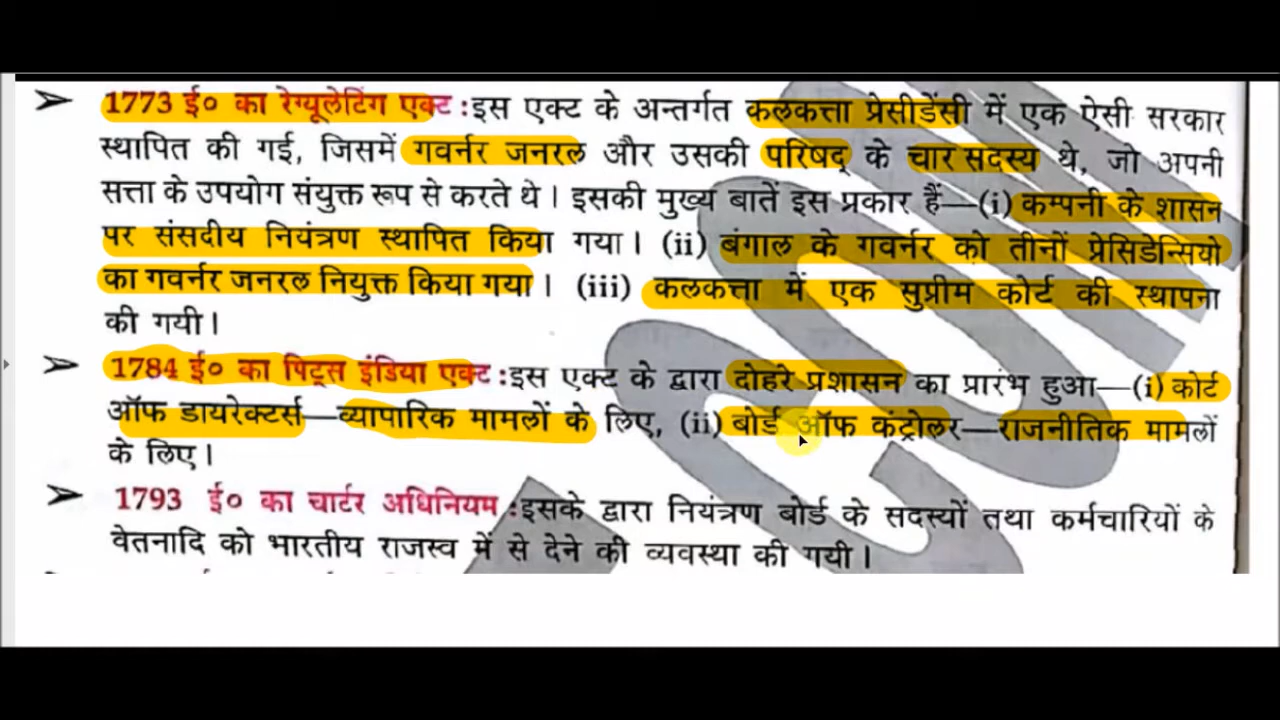 ➢ 1773 ई० का रेग्यूलेटिंग एक्ट : इस एक्ट के अन्तर्गत कलकत्ता प्रेसीडेंसी में एक ऐसी सरकार
स्थापित की गई, जिसमें गवर्नर जनरल और उसकी परिषद् के चार सदस्य थे, जो अपनी
सत्ता के उपयोग संयुक्त रूप से करते थे। इसकी मुख्य बातें इस प्रकार हैं—(i) कम्पनी के शासन
पर संसदीय नियंत्रण स्थापित किया गया। (ii) बंगाल के गवर्नर को तीनों प्रेसिडेन्सियो
का गवर्नर जनरल नियुक्त किया गया। (iii) कलकत्ता में एक सुप्रीम कोर्ट की स्थापना
की गयी।
➢ 1784 ई० का पिट्स इंडिया एक्ट : इस एक्ट के द्वारा दोहरे प्रशासन का प्रारंभ हुआ—(i) कोर्ट
ऑफ डायरेक्टर्स—व्यापारिक मामलों के लिए, (ii) बोर्ड ऑफ कंट्रोलर—राजनीतिक मामलों
के लिए।
➢ 1793 ई० का चार्टर अधिनियम : इसके द्वारा नियंत्रण बोर्ड के सदस्यों तथा कर्मचारियों के
वेतनादि को भारतीय राजस्व में से देने की व्यवस्था की गयी।